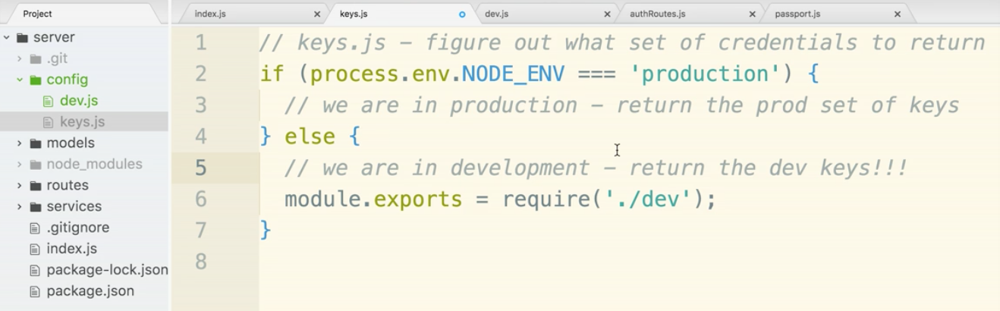 Project
server
.git
config
dev.js
keys.js
models
node_modules
routes
services
.gitignore
index.js
package-lock.json
package.json
index.js
keys.js
dev.js
authRoutes.js
passport.js
1 // keys.js – figure out what set of credentials to return
2 if (process.env.NODE_ENV === 'production') {
3 // we are in production – return the prod set of keys
4 } else {
5 // we are in development – return the dev keys!!!
6 module.exports = require('./dev');
7 }
8